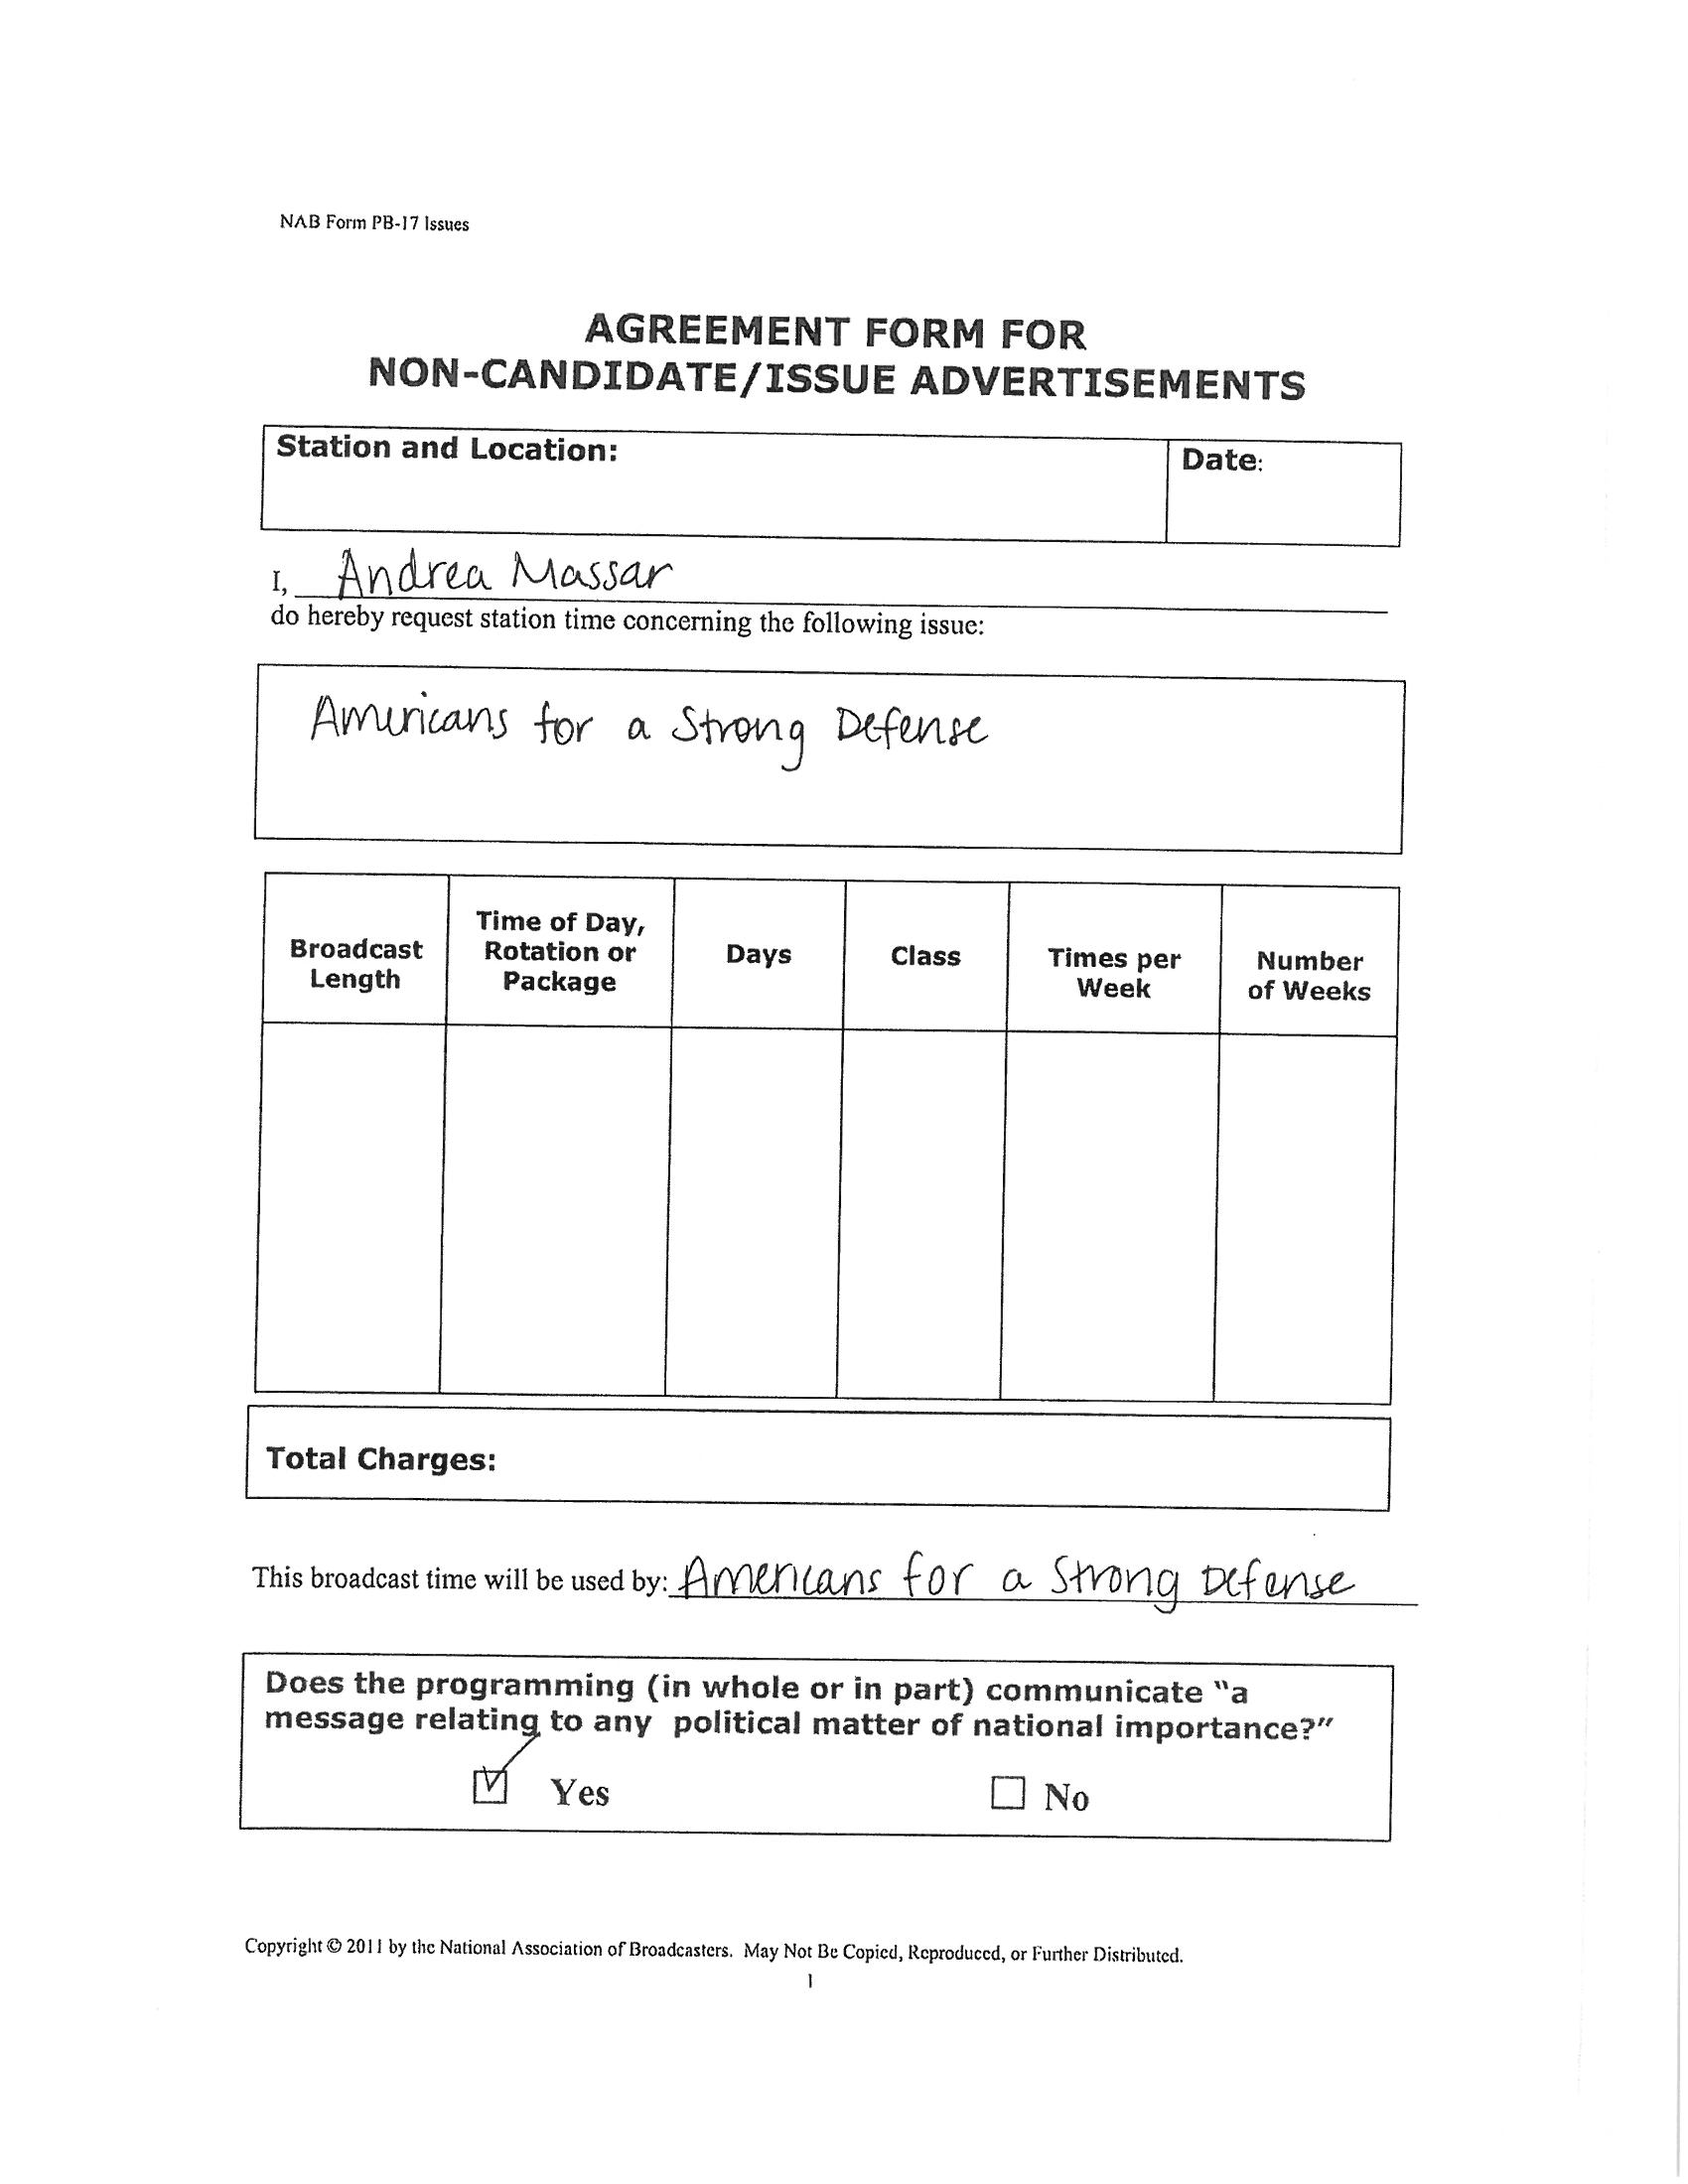 NAB Form PB-17 Issues
AGREEMENT FORM FOR
NON-CANDIDATE/ISSUE ADVERTISEMENTS
Station and Location:
Date:
I, Andrea Massar
do hereby request station time concerning the following issue:
Americans for a Strong Defense
Broadcast
Length
Time of Day,
Rotation or
Package
Days
Class
Times per
Week
Number
of Weeks
Total Charges:
This broadcast time will be used by: Americans for a Strong Defense
Does the programming (in whole or in part) communicate “a
message relating to any political matter of national importance?”
Yes
No
Copyright © 2011 by the National Association of Broadcasters. May Not Be Copied, Reproduced, or Further Distributed.
1